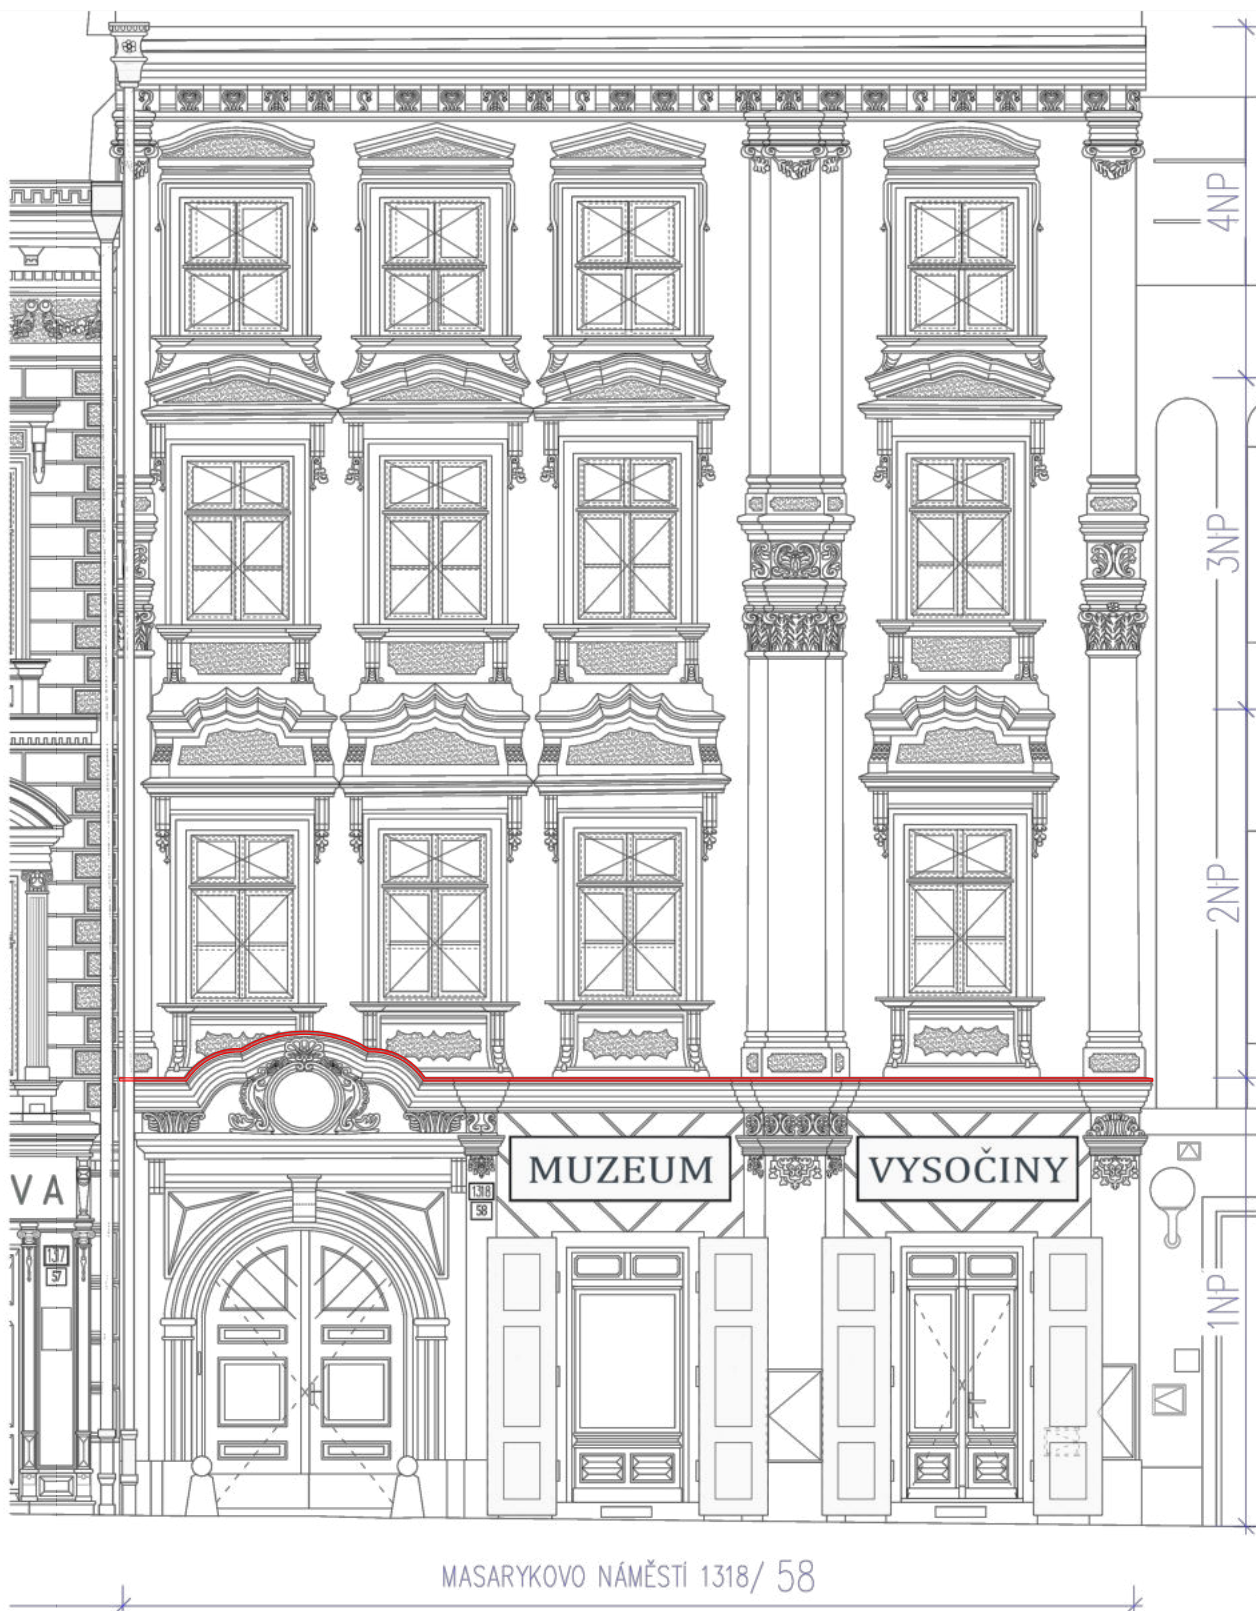 4NP
3NP
2NP
VA
MUZEUM
VYSOČINY
1318
58
137
57
1NP
MASARYKOVO NÁMĚSTÍ 1318/ 58